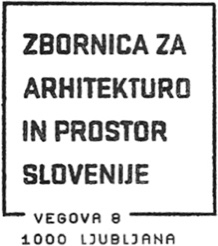 ZBORNICA ZA
ARHITEKTURO
IN PROSTOR
SLOVENIJE
VEGOVA 8
1000 LJUBLJANA